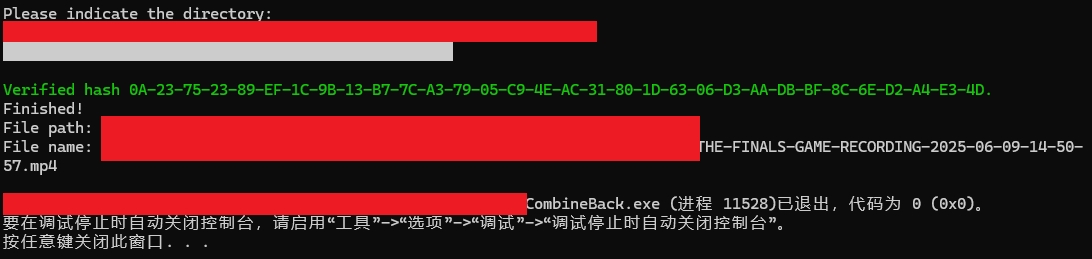 Please indicate the directory:
Verified hash 0A-23-75-23-89-EF-1C-9B-13-B7-7C-A3-79-05-C9-4E-AC-31-80-1D-63-06-D3-AA-DB-BF-8C-6E-D2-A4-E3-4D.
Finished!
File path:
File name: THE-FINALS-GAME-RECORDING-2025-06-09-14-50-
57.mp4
CombineBack.exe (进程 11528)已退出，代码为 0 (0x0)。
要在调试停止时自动关闭控制台，请启用“工具”->“选项”->“调试”->“调试停止时自动关闭控制台”。
按任意键关闭此窗口. . .